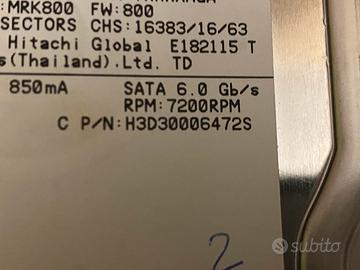 :MRK800 FW:800
SECTORS CHS:16383/16/63
Hitachi Global E182115 T
s(Thailand).Ltd. TD
850mA SATA 6.0 Gb/s
RPM:7200RPM
C P/N:H3D30006472S
2
subito